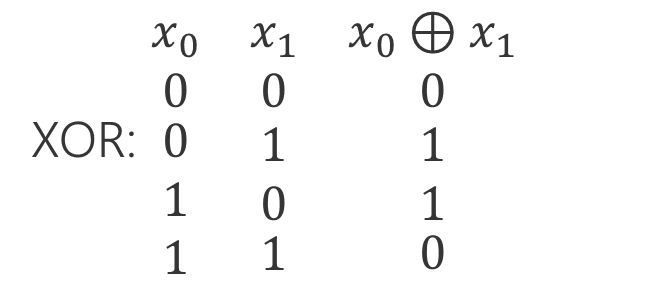 x₀ x₁ x₀ ⊕ x₁
0 0 0
XOR: 0 1 1
1 0 1
1 1 0